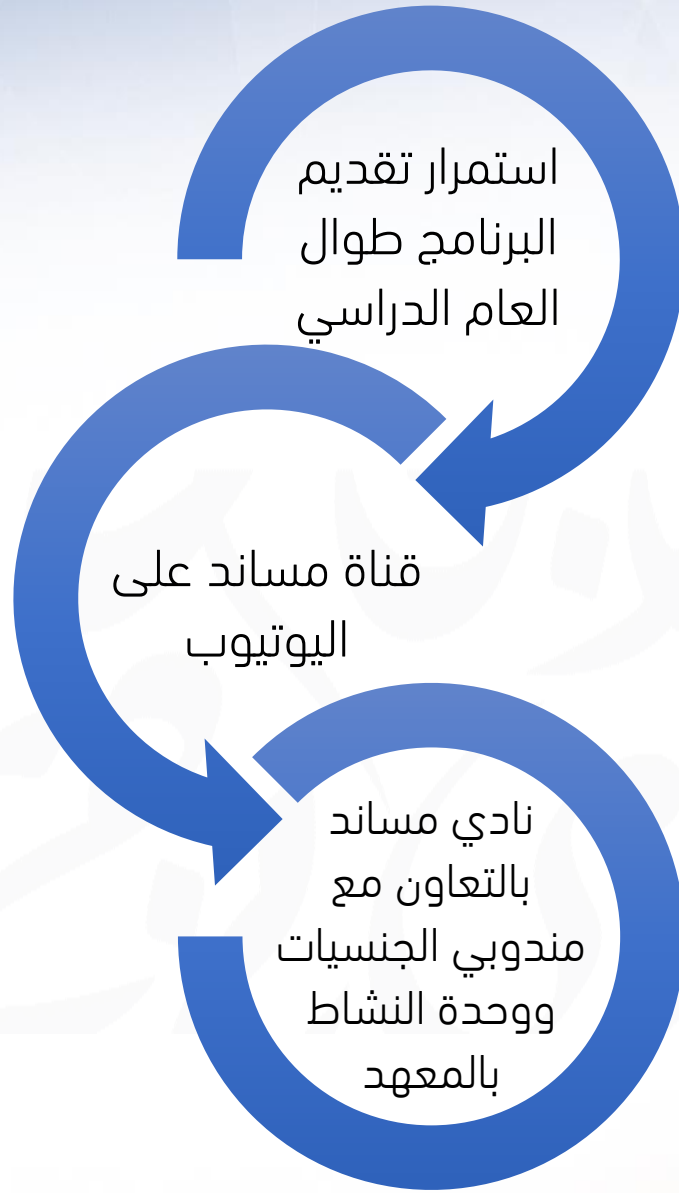 استمرار تقديم
البرنامج طوال
العام الدراسي
قناة مساند على
اليوتيوب
نادي مساند
بالتعاون مع
مندوبي الجنسيات
ووحدة النشاط
بالمعهد